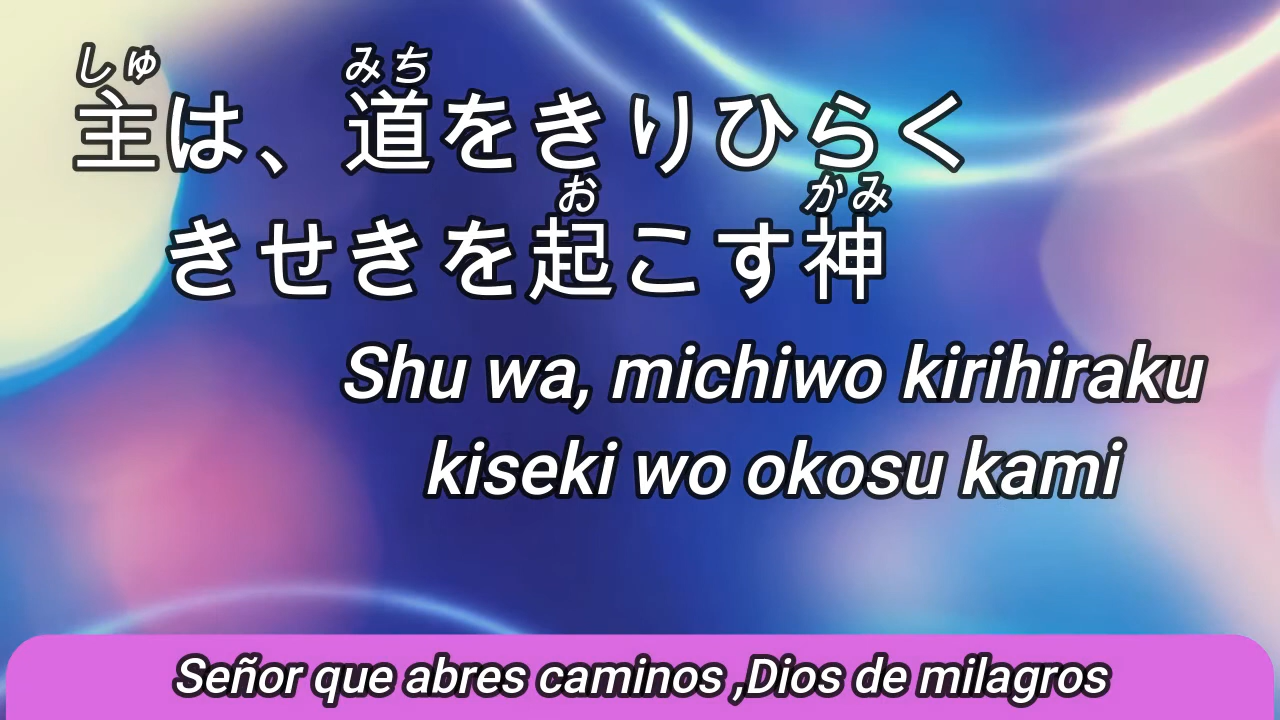 しゅ みち
主は、道をきりひらく
お かみ
きせきを起こす神
Shu wa, michiwo kirihiraku
kiseki wo okosu kami
Señor que abres caminos ,Dios de milagros